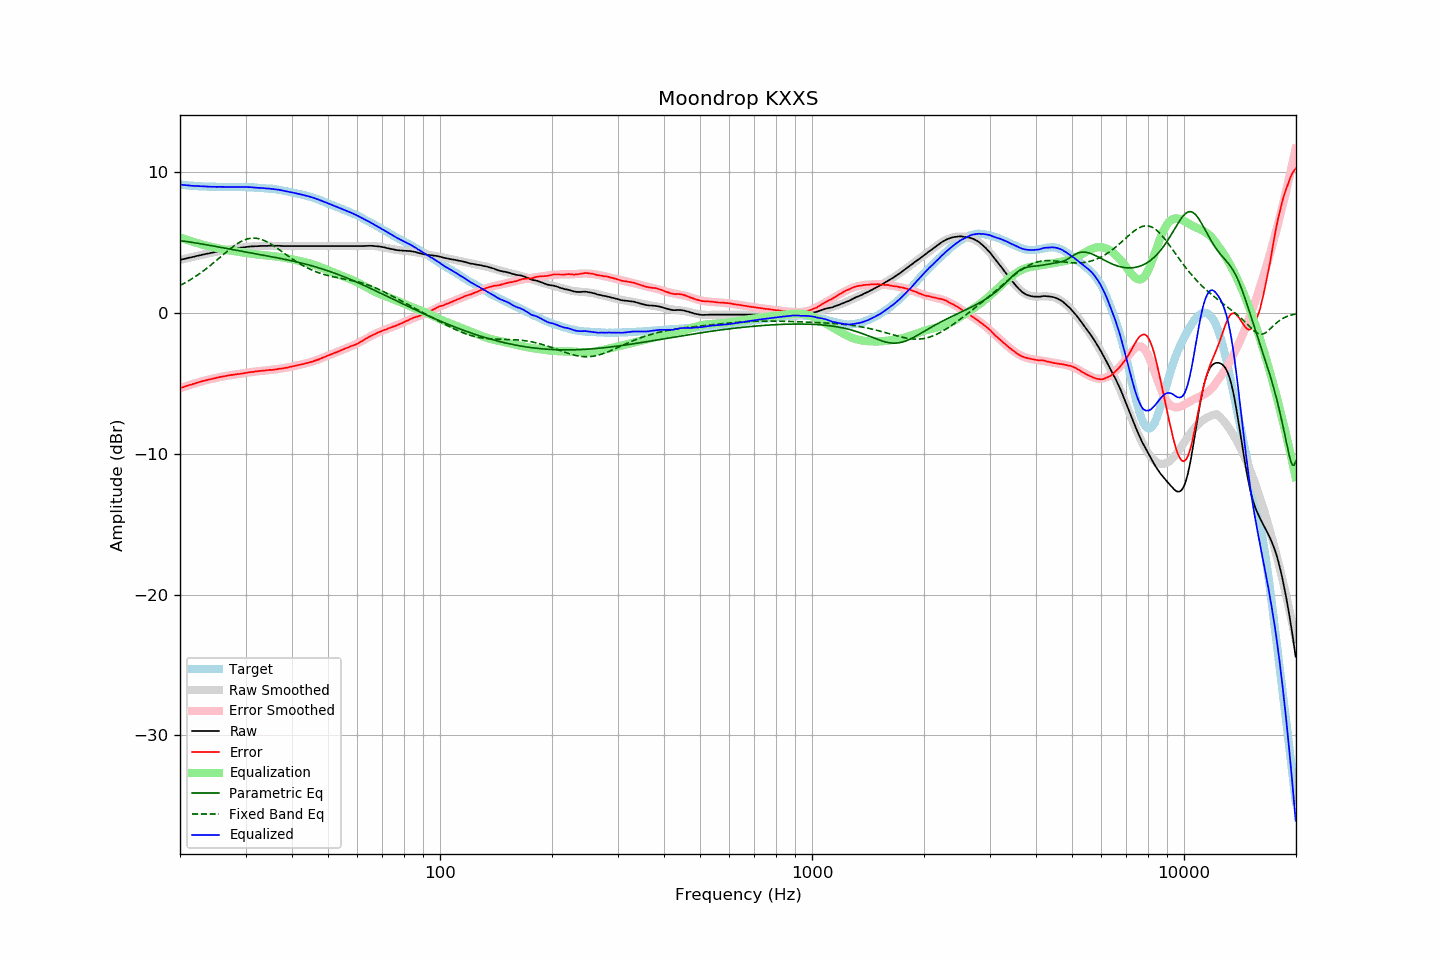 Moondrop KXXS
Amplitude (dBr)
10
0
−10
−20
−30
Target
Raw Smoothed
Error Smoothed
Raw
Error
Equalization
Parametric Eq
Fixed Band Eq
Equalized
100
1000
10000
Frequency (Hz)